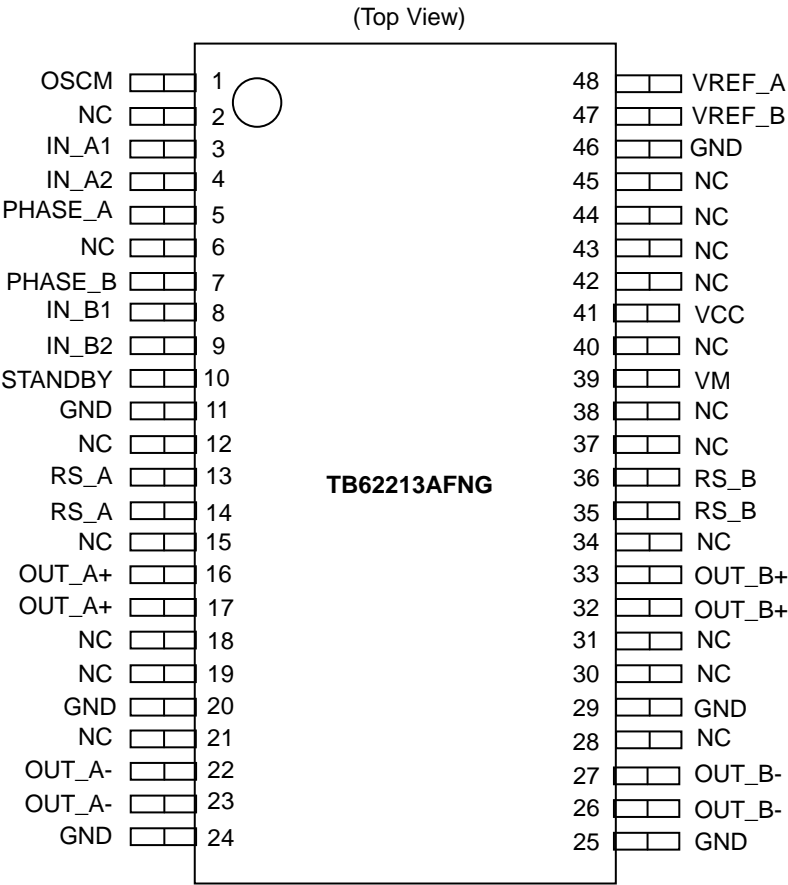 (Top View)
OSCM 1 48 VREF_A
NC 2 47 VREF_B
IN_A1 3 46 GND
IN_A2 4 45 NC
PHASE_A 5 44 NC
NC 6 43 NC
PHASE_B 7 42 NC
IN_B1 8 41 VCC
IN_B2 9 40 NC
STANDBY 10 39 VM
GND 11 38 NC
NC 12 37 NC
RS_A 13 36 RS_B
TB62213AFNG
RS_A 14 35 RS_B
NC 15 34 NC
OUT_A+ 16 33 OUT_B+
OUT_A+ 17 32 OUT_B+
NC 18 31 NC
NC 19 30 NC
GND 20 29 GND
NC 21 28 NC
OUT_A- 22 27 OUT_B-
OUT_A- 23 26 OUT_B-
GND 24 25 GND